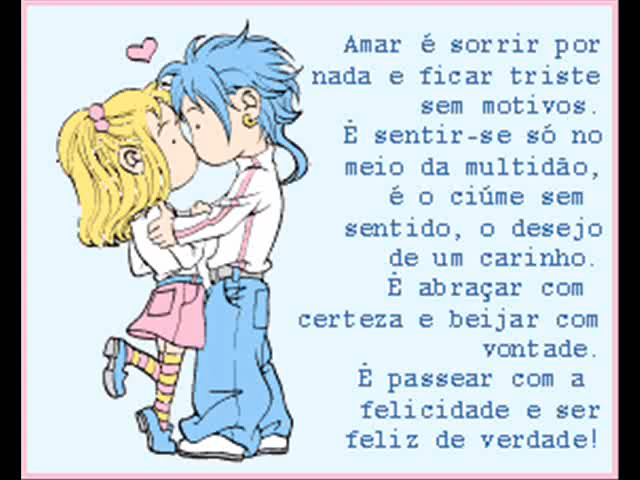 Amar é sorrir por
nada e ficar triste
sem motivos.
É sentir-se só no
meio da multidão,
é o ciúme sem
sentido, o desejo
de um carinho.
É abraçar com
certeza e beijar com
vontade.
É passear com a
felicidade e ser
feliz de verdade!